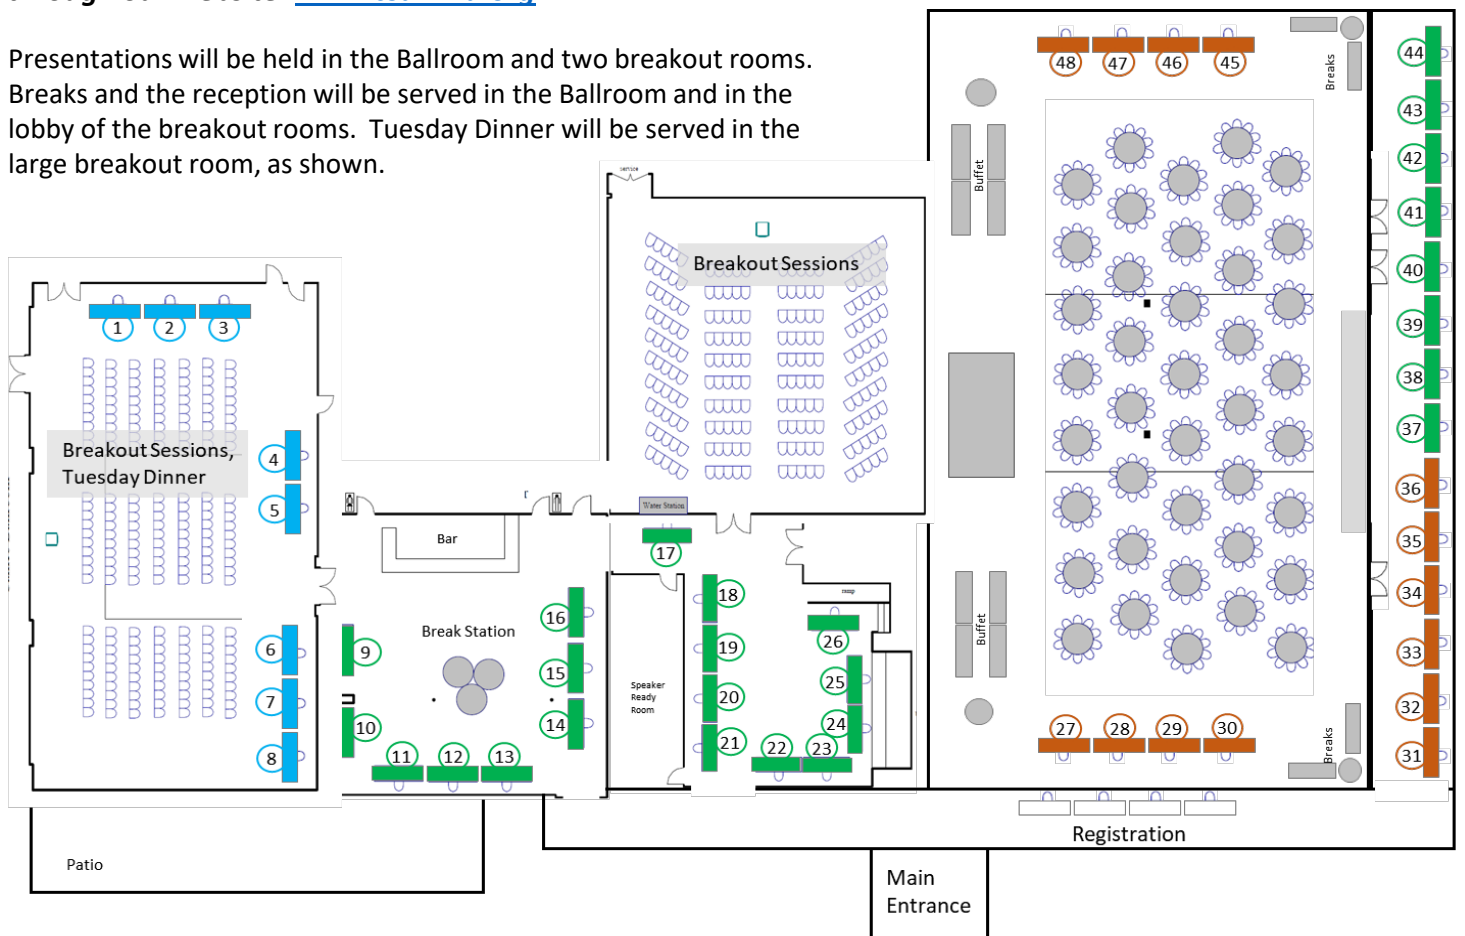 Presentations will be held in the Ballroom and two breakout rooms.
Breaks and the reception will be served in the Ballroom and in the
lobby of the breakout rooms.  Tuesday Dinner will be served in the
large breakout room, as shown.
48
47
46
45
Breaks
44
43
42
41
40
39
38
37
36
35
34
33
32
31
Buffet
service
Breakout Sessions
1
2
3
Breakout Sessions,
Tuesday Dinner
4
5
6
7
8
Water Station
Bar
Break Station
9
10
11
12
13
14
15
16
17
18
19
20
21
22
23
24
25
26
ramp
Speaker
Ready
Room
Buffet
27
28
29
30
Breaks
Registration
Patio
Main
Entrance